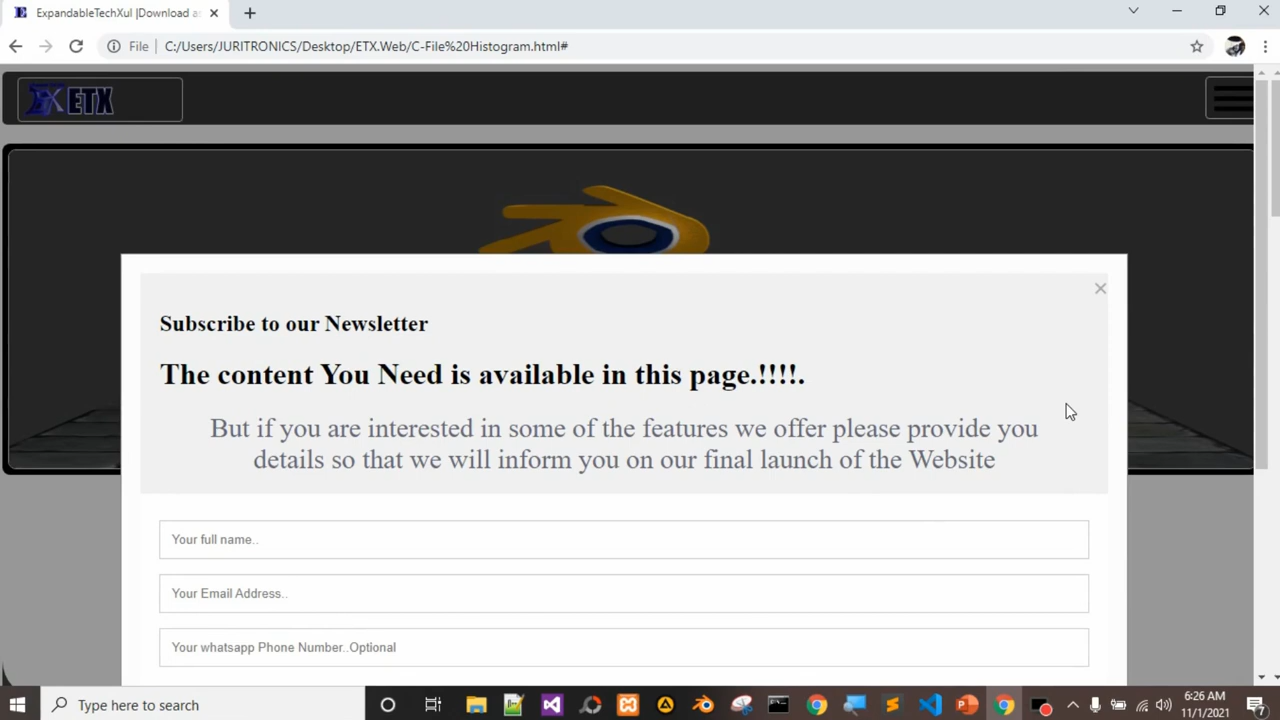 ExpandableTechXul |Download as
File
C:/Users/JURITRONICS/Desktop/ETX.Web/C-File%20Histogram.html#
ETX
×
Subscribe to our Newsletter
The content You Need is available in this page.!!!!.
But if you are interested in some of the features we offer please provide you
details so that we will inform you on our final launch of the Website
Your full name..
Your Email Address..
Your whatsapp Phone Number..Optional
Type here to search
6:26 AM
11/1/2021
7